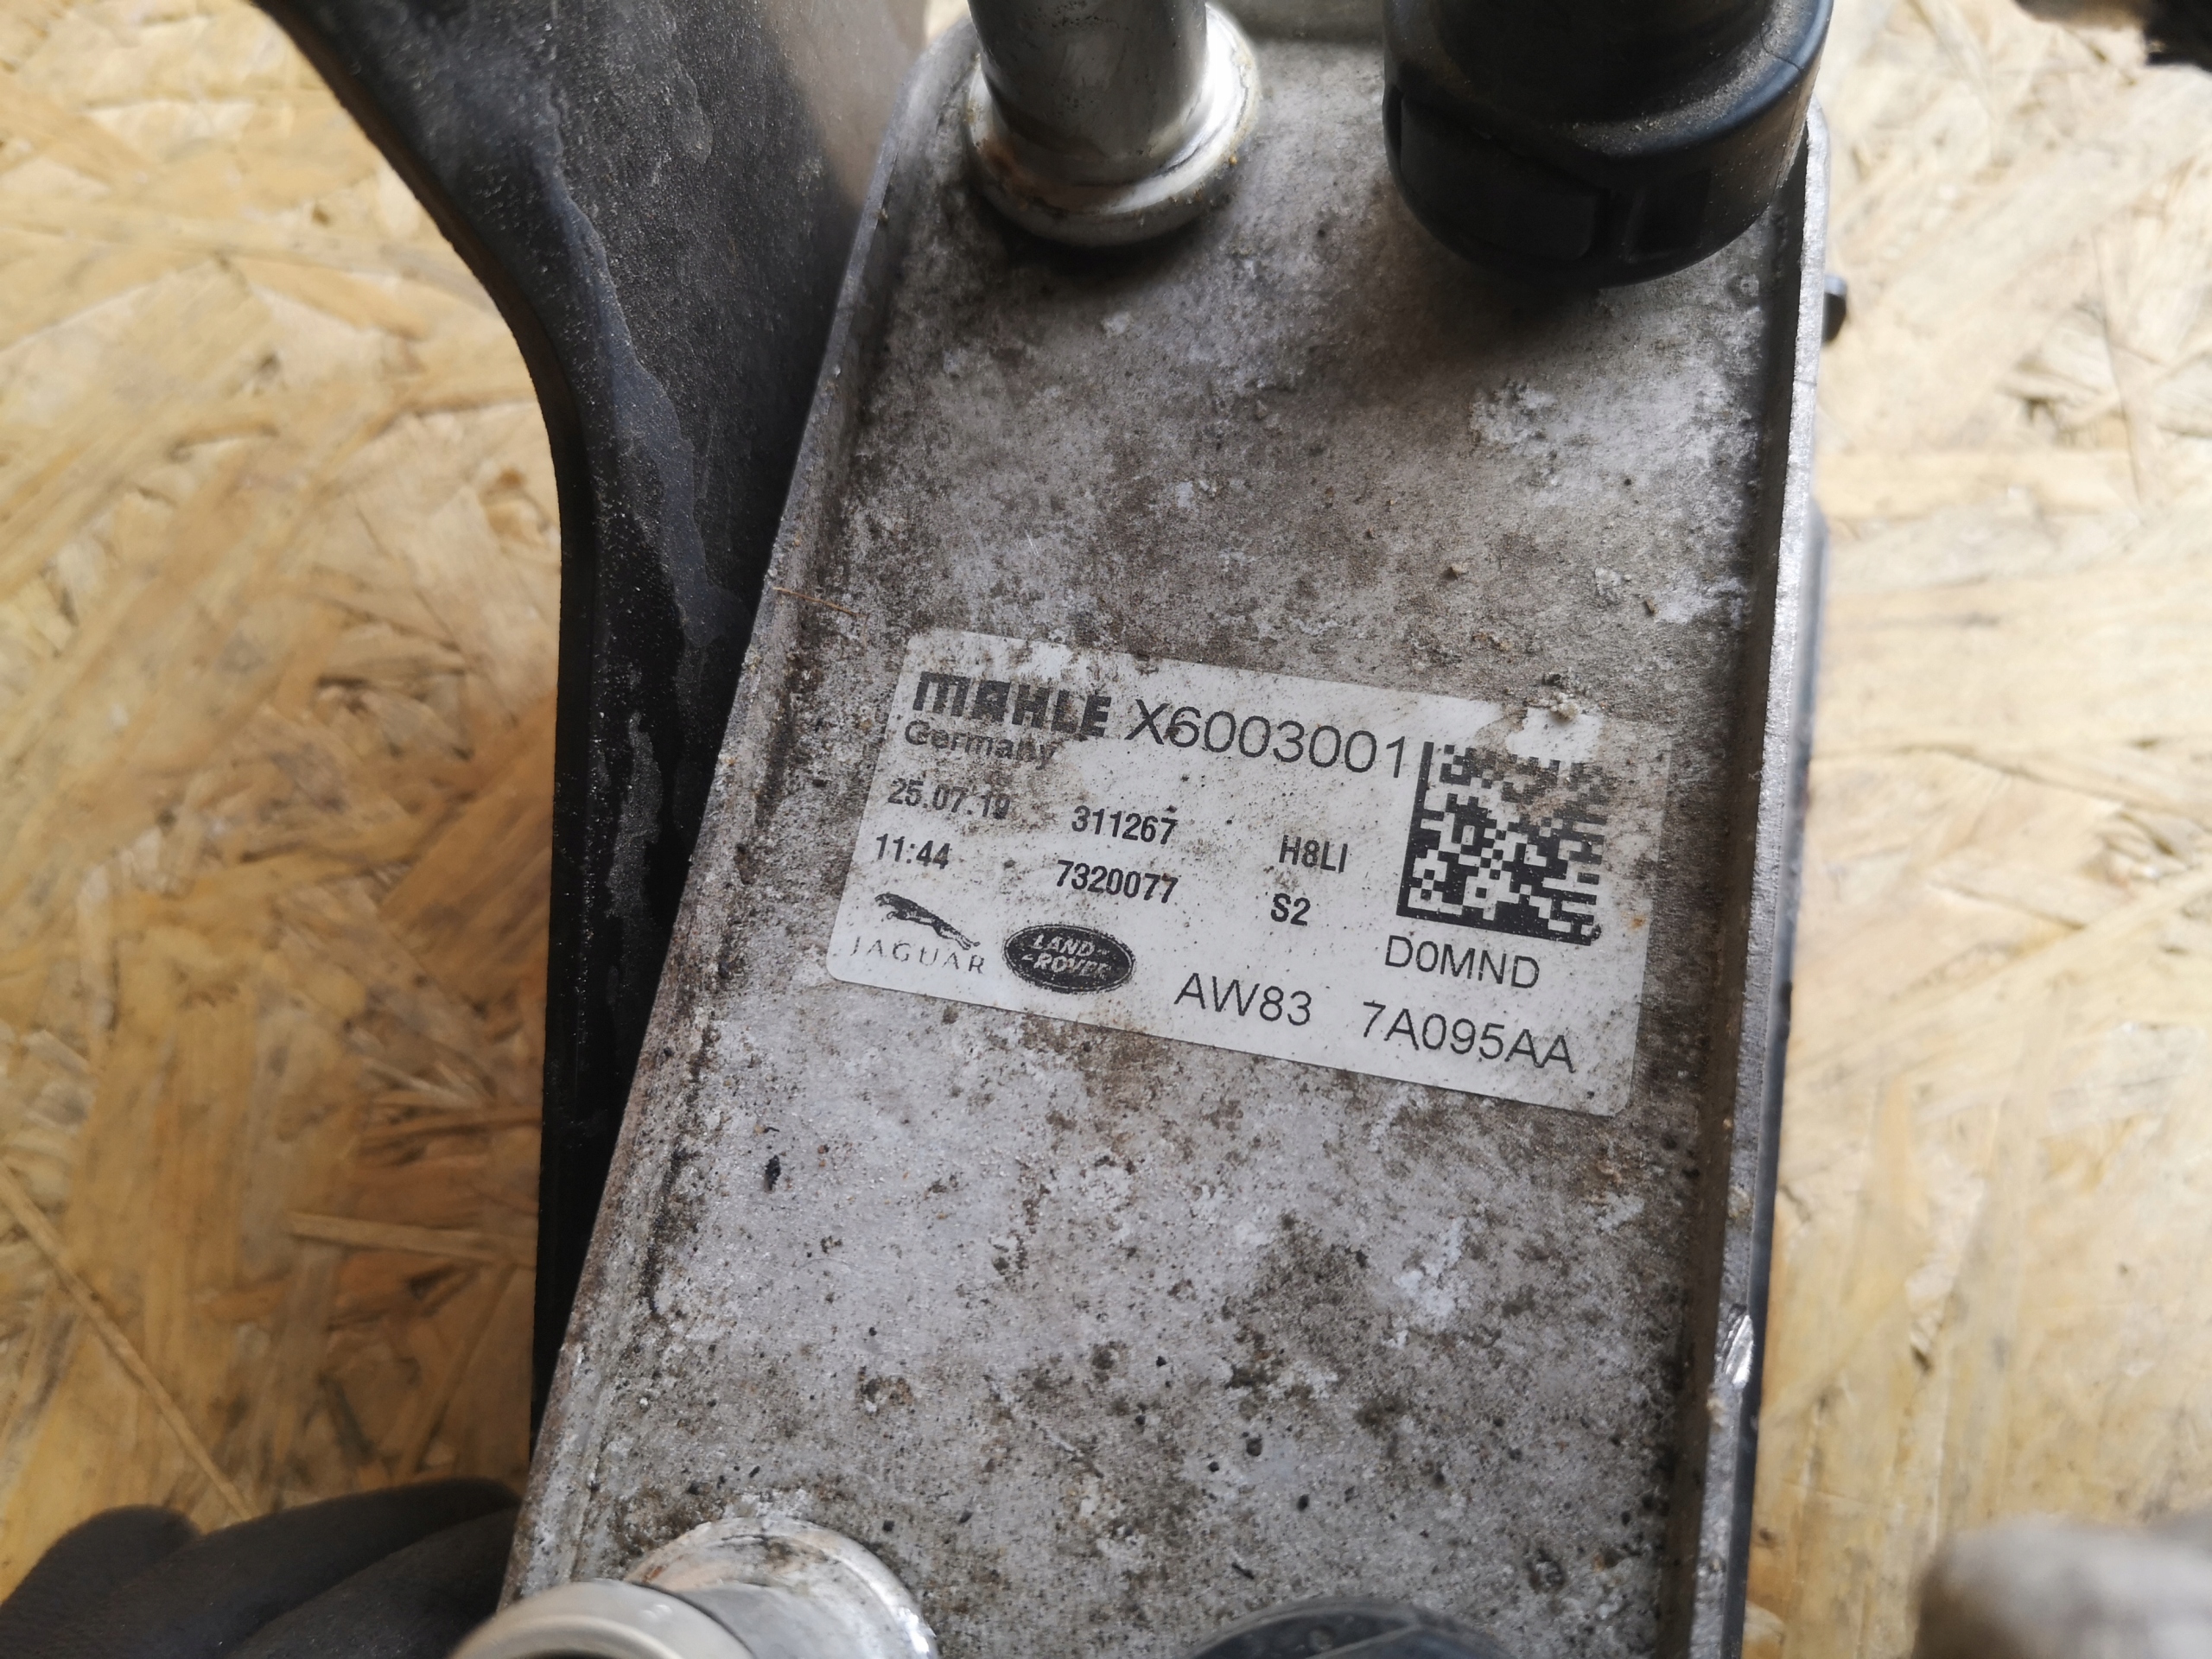 MAHLE X6003001
Germany
25.07.19 311267 H8LI
11:44 7320077 S2
D0MND
JAGUAR LAND-ROVER AW83 7A095AA